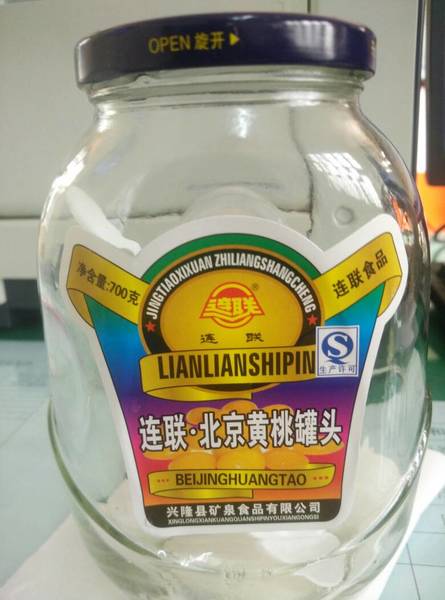 OPEN 旋开
JINGTIAOXIXUAN ZHILIANGSHANGCHENG
净含量:700克
连联
连联食品
连联
LIANLIANSHIPIN
生产许可
连联·北京黄桃罐头
BEIJINGHUANGTAO
兴隆县矿泉食品有限公司
XINGLONGXIANKUANGQUANSHIPINYOUXIANGONGSI